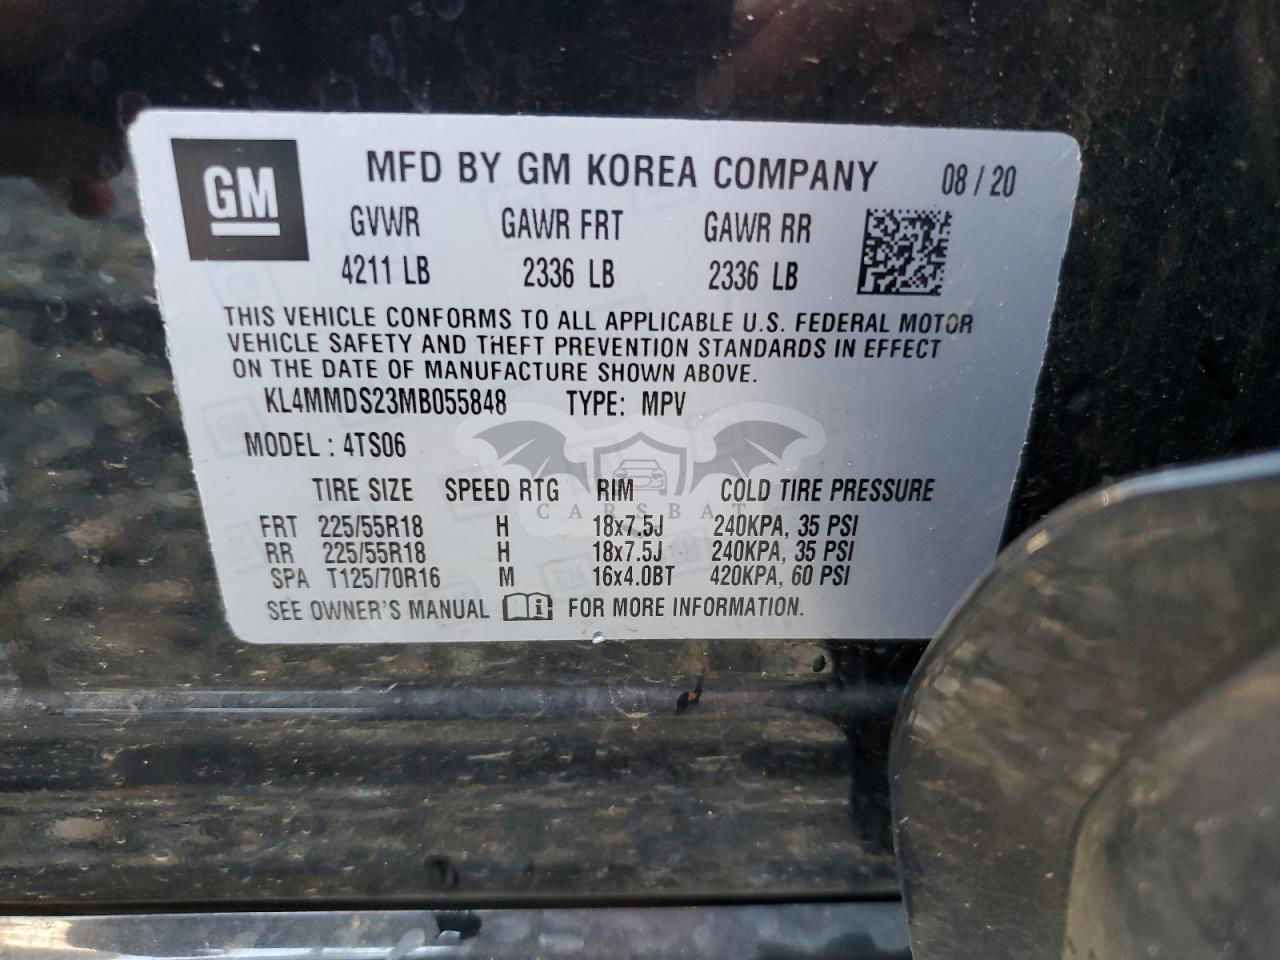 GM
MFD BY GM KOREA COMPANY 08 / 20
GVWR GAWR FRT GAWR RR
4211 LB 2336 LB 2336 LB
THIS VEHICLE CONFORMS TO ALL APPLICABLE U.S. FEDERAL MOTOR
VEHICLE SAFETY AND THEFT PREVENTION STANDARDS IN EFFECT
ON THE DATE OF MANUFACTURE SHOWN ABOVE.
KL4MMDS23MB055848 TYPE: MPV
MODEL : 4TS06
TIRE SIZE SPEED RTG RIM COLD TIRE PRESSURE
CARSBAT
FRT 225/55R18 H 18x7.5J 240KPA, 35 PSI
RR 225/55R18 H 18x7.5J 240KPA, 35 PSI
SPA T125/70R16 M 16x4.0BT 420KPA, 60 PSI
SEE OWNER'S MANUAL i FOR MORE INFORMATION.